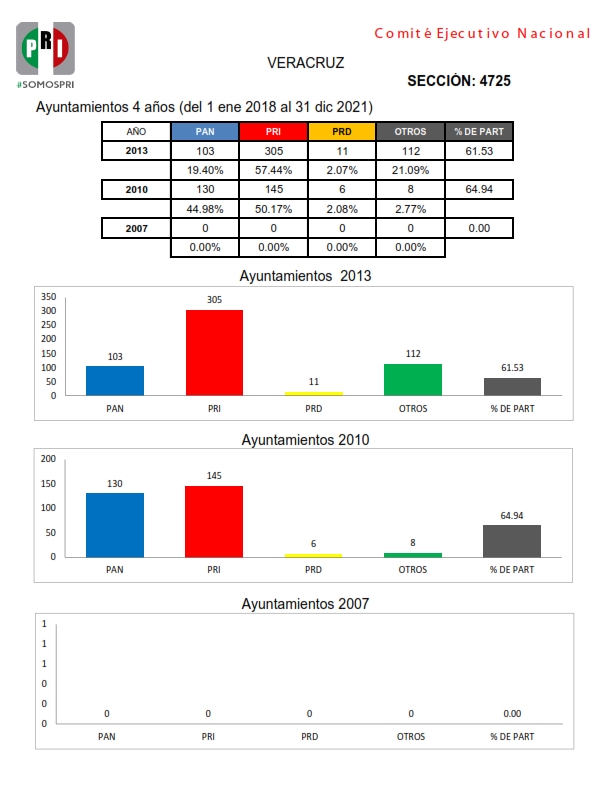 Comité Ejecutivo Nacional
PRI
#SOMOSPRI
VERACRUZ
SECCIÓN: 4725
Ayuntamientos 4 años (del 1 ene 2018 al 31 dic 2021)
AÑO PAN PRI PRD OTROS % DE PART
2013 103 305 11 112 61.53
19.40% 57.44% 2.07% 21.09%
2010 130 145 6 8 64.94
44.98% 50.17% 2.08% 2.77%
2007 0 0 0 0 0.00
0.00% 0.00% 0.00% 0.00%
Ayuntamientos 2013
350
300
250
200
150
100
50
0
103 305 11 112 61.53
PAN PRI PRD OTROS % DE PART
Ayuntamientos 2010
200
150
100
50
0
130 145 6 8 64.94
PAN PRI PRD OTROS % DE PART
Ayuntamientos 2007
1
1
1
0
0
0
0 0 0 0 0.00
PAN PRI PRD OTROS % DE PART